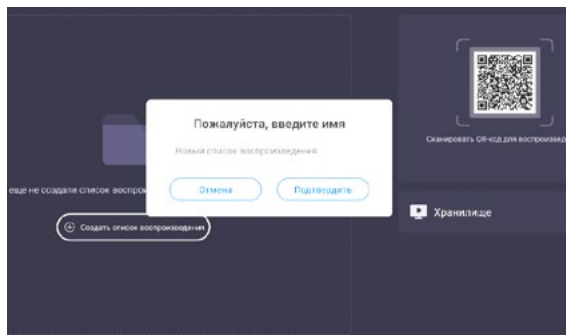 Пожалуйста, введите имя
Новый список воспроизведения
Отмена
Подтвердить
еще не создали список воспро
Создать список воспроизведения
Сканировать QR-код для воспроизвед
Хранилище